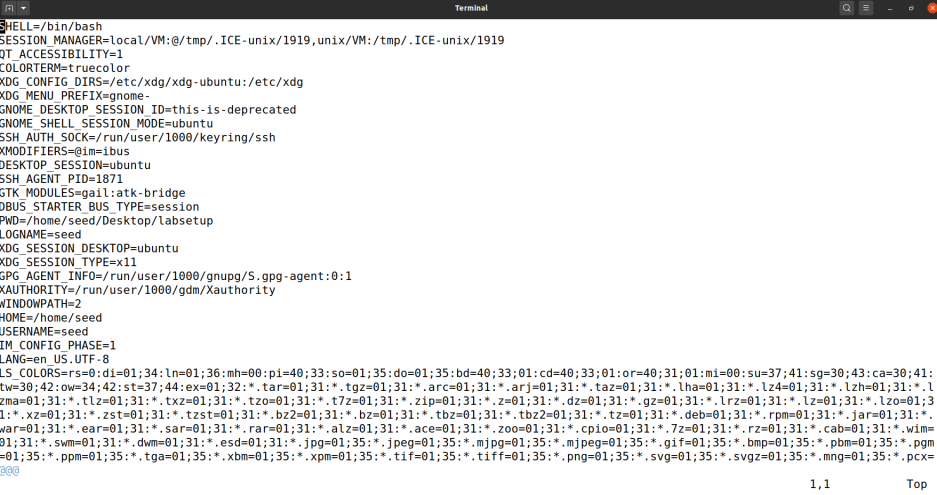 Terminal
SHELL=/bin/bash
SESSION_MANAGER=local/VM:@/tmp/.ICE-unix/1919,unix/VM:/tmp/.ICE-unix/1919
QT_ACCESSIBILITY=1
COLORTERM=truecolor
XDG_CONFIG_DIRS=/etc/xdg/xdg-ubuntu:/etc/xdg
XDG_MENU_PREFIX=gnome-
GNOME_DESKTOP_SESSION_ID=this-is-deprecated
GNOME_SHELL_SESSION_MODE=ubuntu
SSH_AUTH_SOCK=/run/user/1000/keyring/ssh
XMODIFIERS=@im=ibus
DESKTOP_SESSION=ubuntu
SSH_AGENT_PID=1871
GTK_MODULES=gail:atk-bridge
DBUS_STARTER_BUS_TYPE=session
PWD=/home/seed/Desktop/labsetup
LOGNAME=seed
XDG_SESSION_DESKTOP=ubuntu
XDG_SESSION_TYPE=x11
GPG_AGENT_INFO=/run/user/1000/gnupg/S.gpg-agent:0:1
XAUTHORITY=/run/user/1000/gdm/Xauthority
WINDOWPATH=2
HOME=/home/seed
USERNAME=seed
IM_CONFIG_PHASE=1
LANG=en_US.UTF-8
LS_COLORS=rs=0:di=01;34:ln=01;36:mh=00:pi=40;33:so=01;35:do=01;35:bd=40;33;01:cd=40;33;01:or=40;31;01:mi=00:su=37;41:sg=30;43:ca=30;41:
tw=30;42:ow=34;42:st=37;44:ex=01;32:*.tar=01;31:*.tgz=01;31:*.arc=01;31:*.arj=01;31:*.taz=01;31:*.lha=01;31:*.lz4=01;31:*.lzh=01;31:*.l
zma=01;31:*.tlz=01;31:*.txz=01;31:*.tzo=01;31:*.t7z=01;31:*.zip=01;31:*.z=01;31:*.dz=01;31:*.gz=01;31:*.lrz=01;31:*.lz=01;31:*.lzo=01;3
1:*.xz=01;31:*.zst=01;31:*.tzst=01;31:*.bz2=01;31:*.bz=01;31:*.tbz=01;31:*.tbz2=01;31:*.tz=01;31:*.deb=01;31:*.rpm=01;31:*.jar=01;31:*.
war=01;31:*.ear=01;31:*.sar=01;31:*.rar=01;31:*.alz=01;31:*.ace=01;31:*.zoo=01;31:*.cpio=01;31:*.7z=01;31:*.rz=01;31:*.cab=01;31:*.wim=
01;31:*.swm=01;31:*.dwm=01;31:*.esd=01;31:*.jpg=01;35:*.jpeg=01;35:*.mjpg=01;35:*.mjpeg=01;35:*.gif=01;35:*.bmp=01;35:*.pbm=01;35:*.pgm
=01;35:*.ppm=01;35:*.tga=01;35:*.xbm=01;35:*.xpm=01;35:*.tif=01;35:*.tiff=01;35:*.png=01;35:*.svg=01;35:*.svgz=01;35:*.mng=01;35:*.pcx=
@@@
1,1 Top